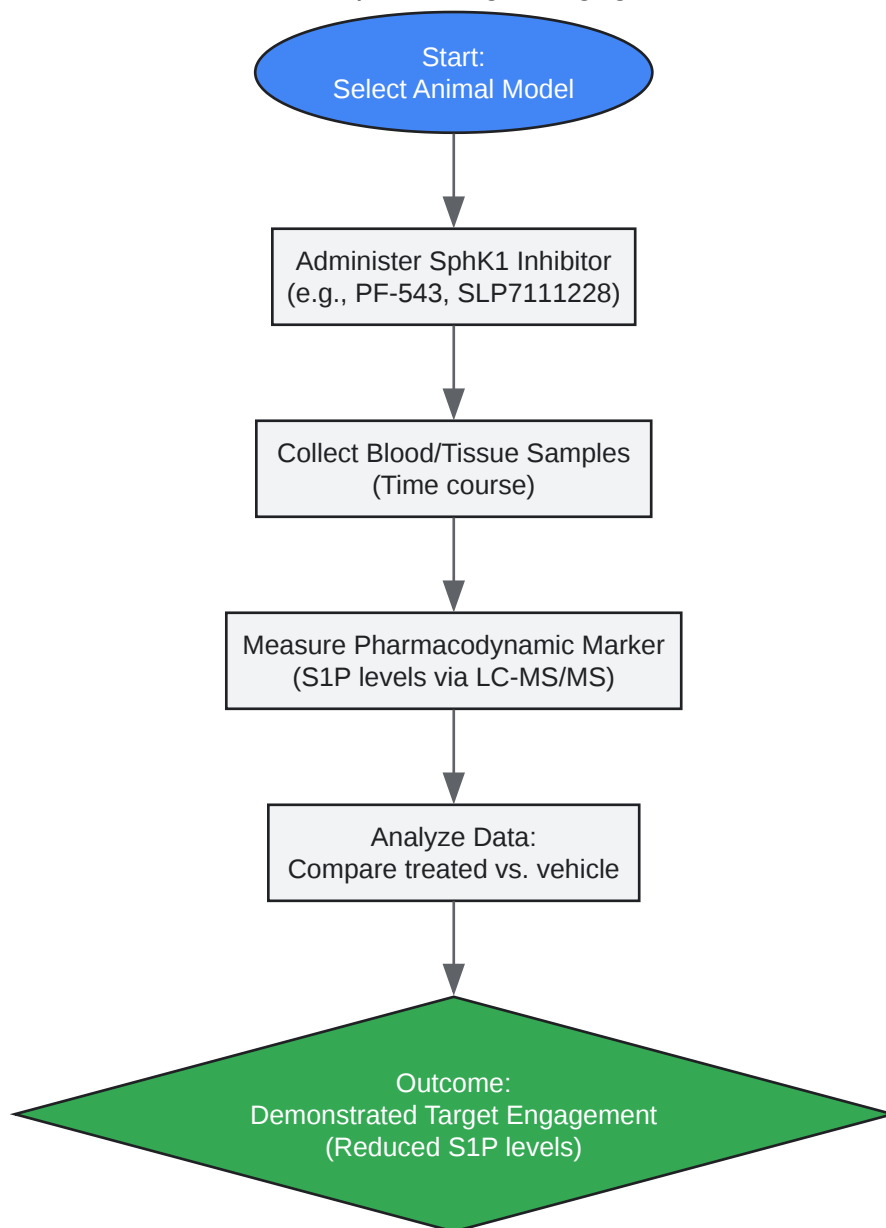 Start:
Select Animal Model
Administer SphK1 Inhibitor
(e.g., PF-543, SLP7111228)
Collect Blood/Tissue Samples
(Time course)
Measure Pharmacodynamic Marker
(S1P levels via LC-MS/MS)
Analyze Data:
Compare treated vs. vehicle
Outcome:
Demonstrated Target Engagement
(Reduced S1P levels)